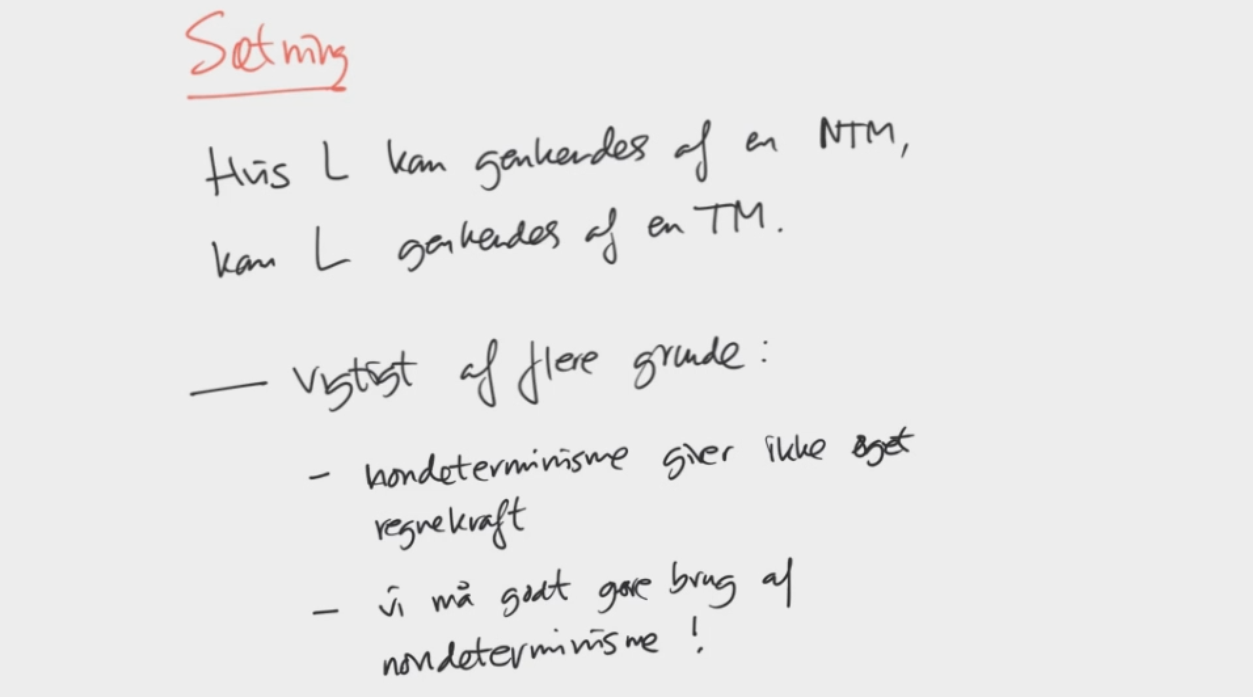 Sætning
Hvis L kan genkendes af en NTM,
kan L genkendes af en TM.
— Vigtigt af flere grunde:
- nondeterminisme giver ikke øget
regnekraft
- vi må godt gøre brug af
nondeterminisme!